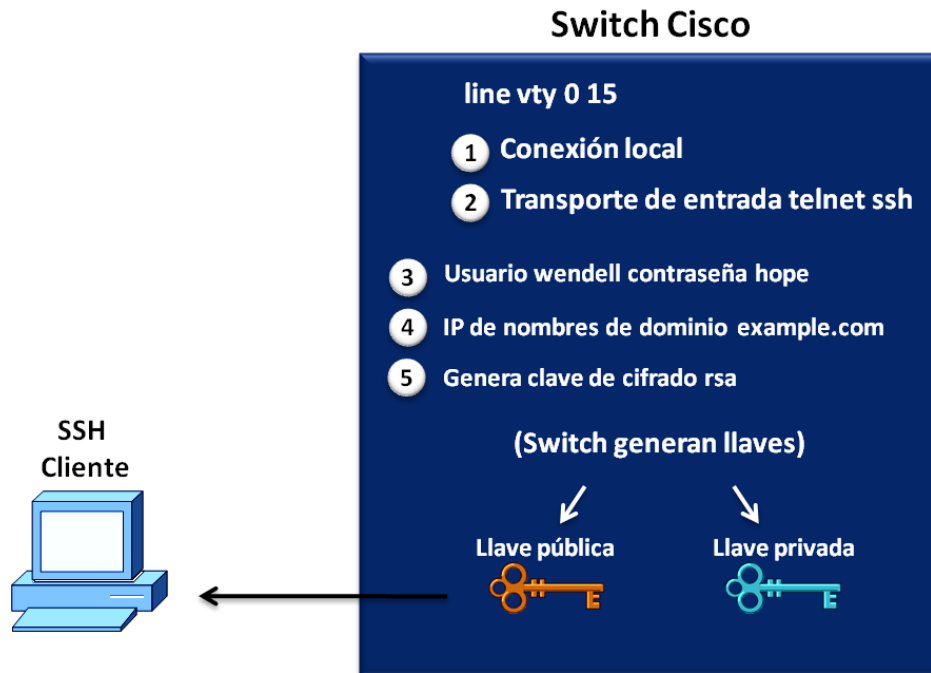 Switch Cisco
line vty 0 15
1 Conexión local
2 Transporte de entrada telnet ssh
3 Usuario wendell contraseña hope
4 IP de nombres de dominio example.com
5 Genera clave de cifrado rsa
(Switch generan llaves)
SSH
Cliente
Llave pública
Llave privada